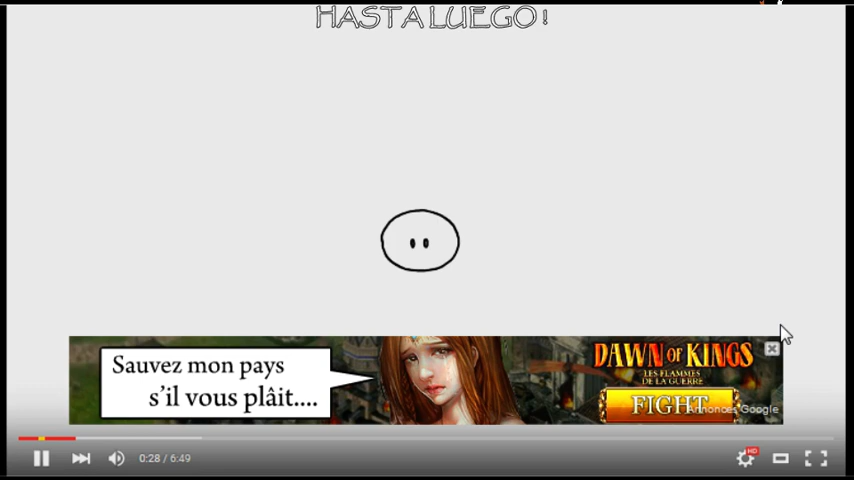 HASTA LUEGO !
Sauvez mon pays
s'il vous plâit....
DAWN OF KINGS
LES FLAMMES
DE LA GUERRE
FIGHT
Annonces Google
0:28 / 6:49
HD